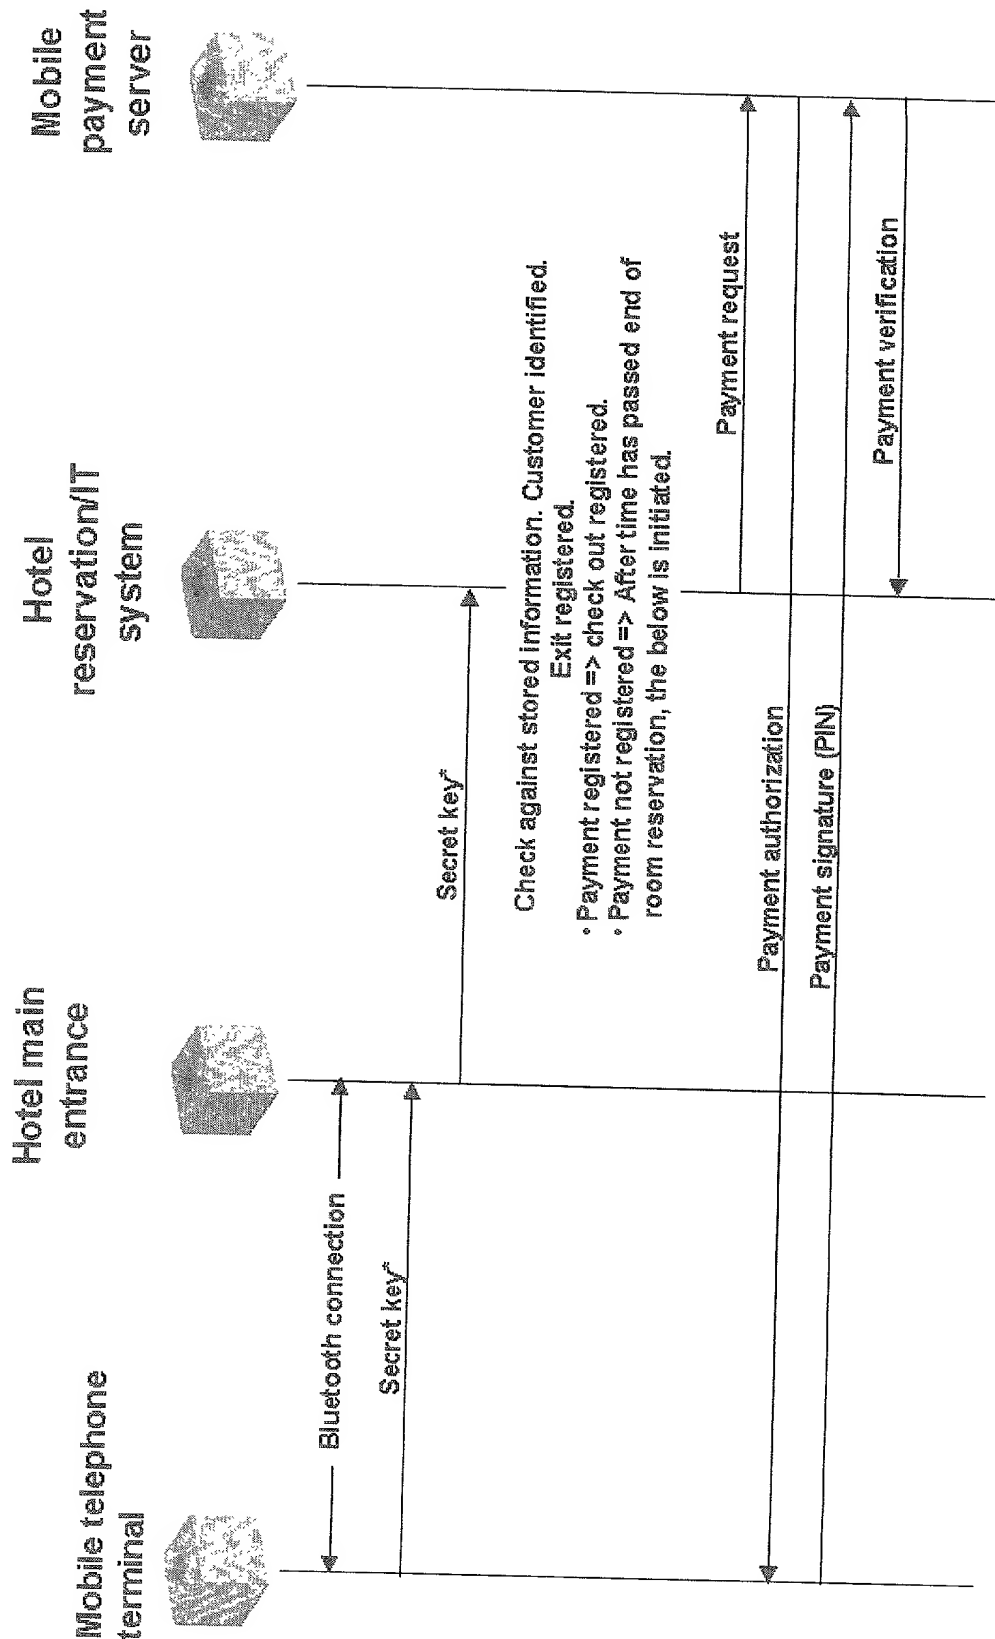 Mobile telephone
terminal
Hotel main
entrance
Hotel
reservation/IT
system
Mobile
payment
server
Bluetooth connection
Secret key*
Secret key*
Check against stored information. Customer identified.
Exit registered.
• Payment registered => check out registered.
• Payment not registered => After time has passed end of
room reservation, the below is initiated.
Payment request
Payment authorization
Payment signature (PIN)
Payment verification